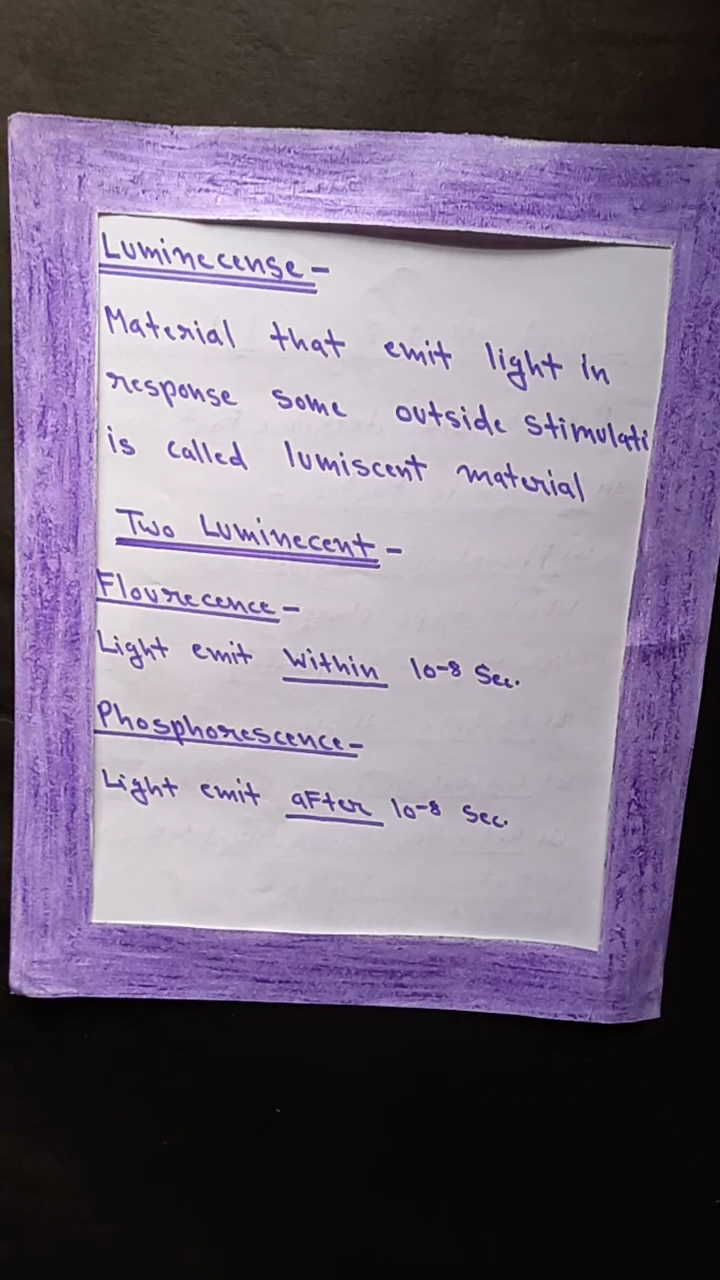 Luminecense-
Material that emit light in
response some outside stimulati
is called lumiscent material
Two Luminecent-
Flourecence-
Light emit within 10-8 Sec.
Phosphorescence-
Light emit after 10-8 Sec.